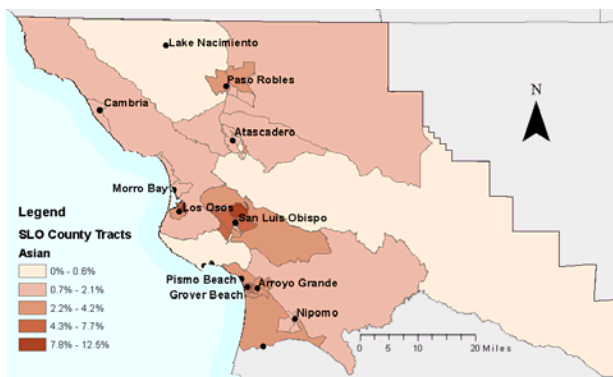 Lake Nacimiento
Paso Robles
N
Cambria
Atascadero
Morro Bay
Los Osos
San Luis Obispo
Pismo Beach
Grover Beach
Arroyo Grande
Nipomo
Legend
SLO County Tracts
Asian
0% - 0.6%
0.7% - 2.1%
2.2% - 4.2%
4.3% - 7.7%
7.8% - 12.5%
0 5 10 20 Miles